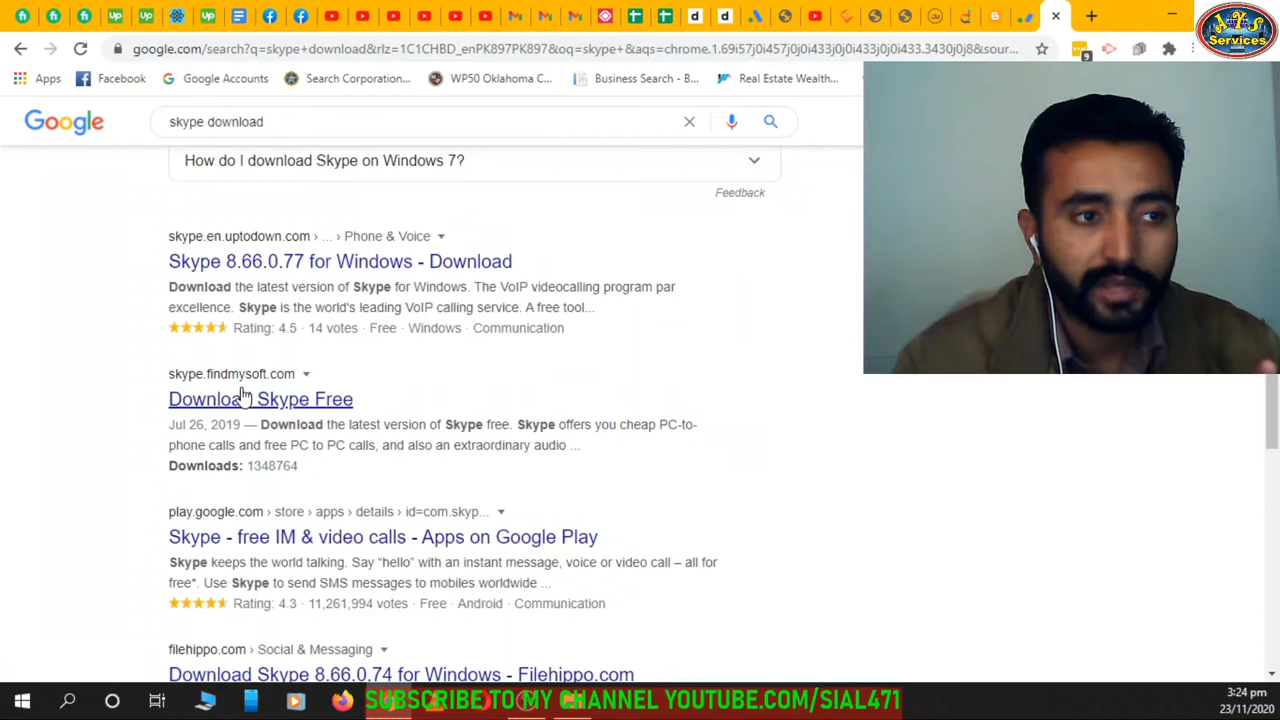 google.com/search?q=skype+download&rlz=1C1CHBD_enPK897PK897&oq=skype+&aqs=chrome.1.69i57j0i457j0i433j0j0i433j0j0i433.3430j0j9&sour...
9
Apps
Facebook
Google Accounts
Search Corporation...
WP50 Oklahoma C...
Business Search - B...
Real Estate Wealth...
AYS
Services
Google
skype download
How do I download Skype on Windows 7?
Feedback
skype.en.uptodown.com › ... › Phone & Voice
Skype 8.66.0.77 for Windows - Download
Download the latest version of Skype for Windows. The VoIP videocalling program par
excellence. Skype is the world's leading VoIP calling service. A free tool...
Rating: 4.5 · 14 votes · Free · Windows · Communication
skype.findmysoft.com
Download Skype Free
Jul 26, 2019 — Download the latest version of Skype free. Skype offers you cheap PC-to-
phone calls and free PC to PC calls, and also an extraordinary audio ...
Downloads: 1348764
play.google.com › store › apps › details › id=com.skyp...
Skype - free IM & video calls - Apps on Google Play
Skype keeps the world talking. Say “hello” with an instant message, voice or video call – all for
free*. Use Skype to send SMS messages to mobiles worldwide ...
Rating: 4.3 · 11,261,994 votes · Free · Android · Communication
filehippo.com › Social & Messaging
Download Skype 8.66.0.74 for Windows - Filehippo.com
SUBSCRIBE TO MY CHANNEL YOUTUBE.COM/SIAL471
3:24 pm
23/11/2020